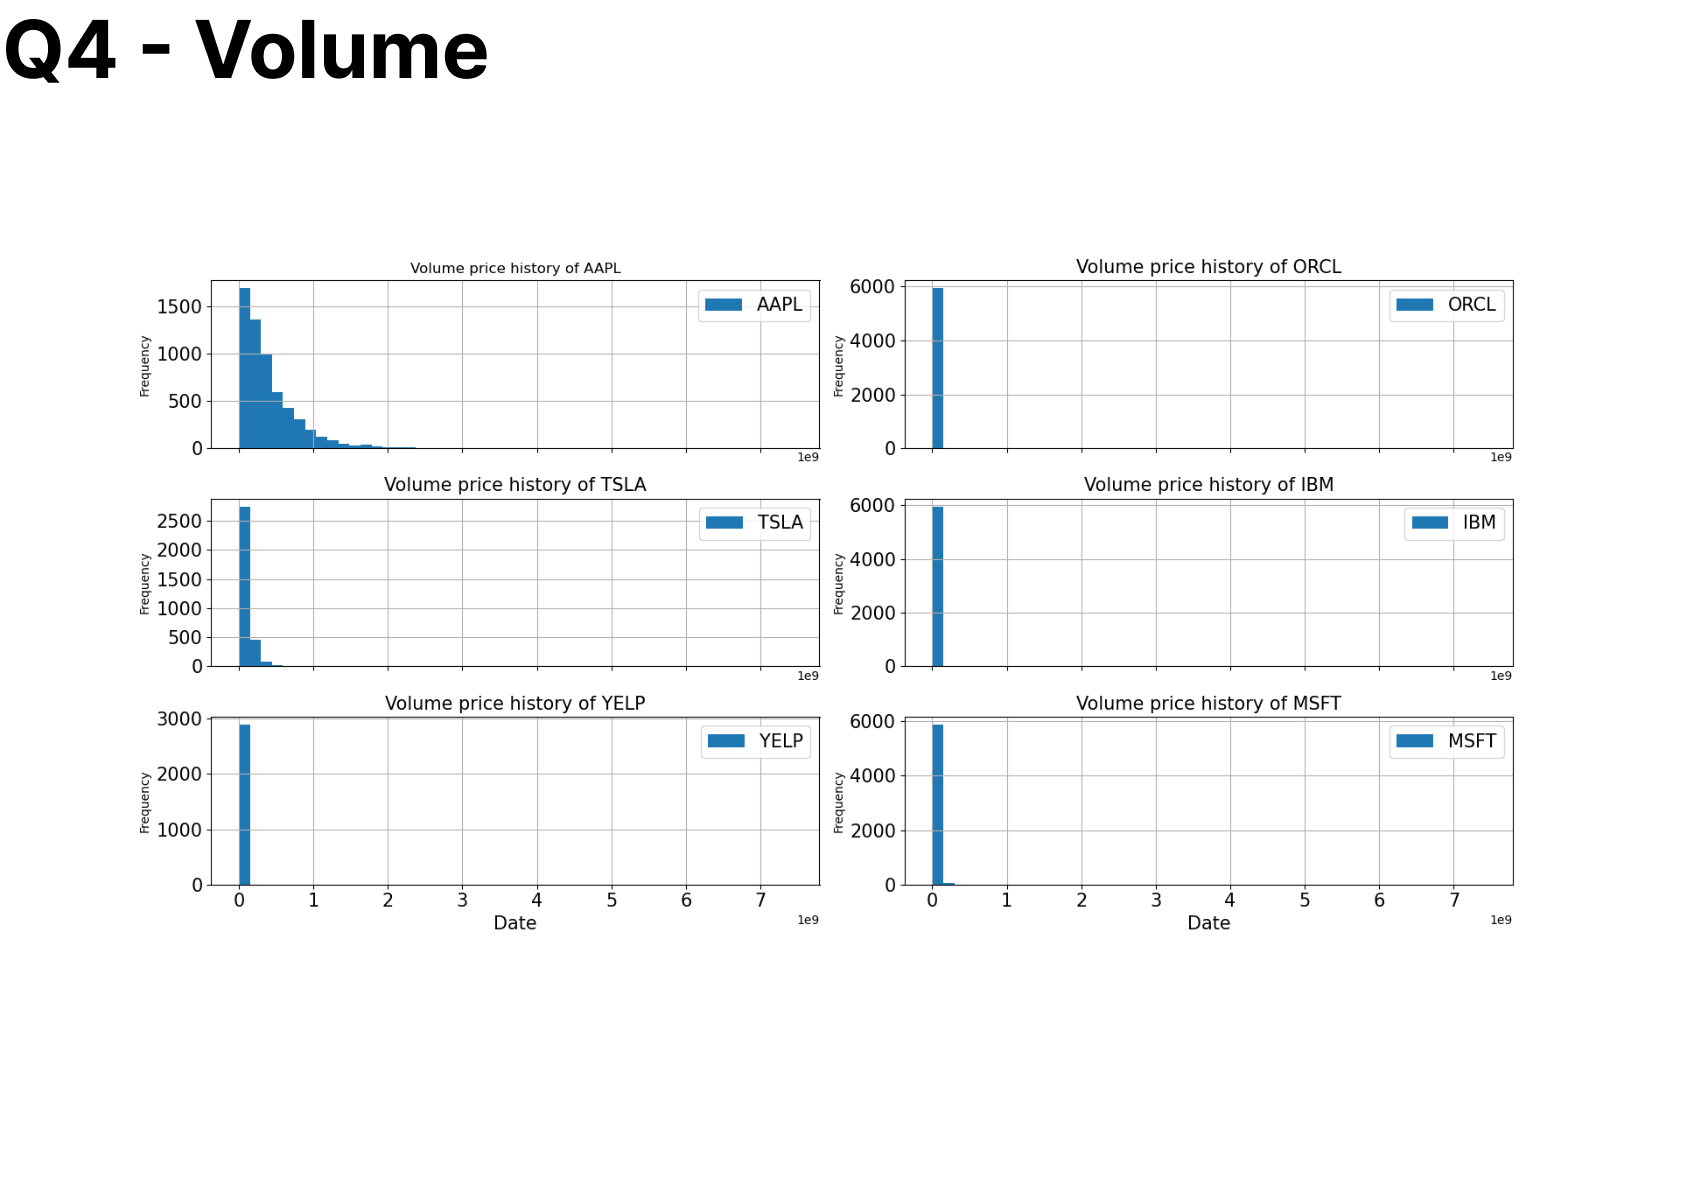 Q4 - Volume
Volume price history of AAPL
Frequency
1500
1000
500
0
AAPL
1e9
Volume price history of ORCL
Frequency
6000
4000
2000
0
ORCL
1e9
Volume price history of TSLA
Frequency
2500
2000
1500
1000
500
0
TSLA
1e9
Volume price history of IBM
Frequency
6000
4000
2000
0
IBM
1e9
Volume price history of YELP
Frequency
3000
2000
1000
0
YELP
0 1 2 3 4 5 6 7
Date
1e9
Volume price history of MSFT
Frequency
6000
4000
2000
0
MSFT
0 1 2 3 4 5 6 7
Date
1e9